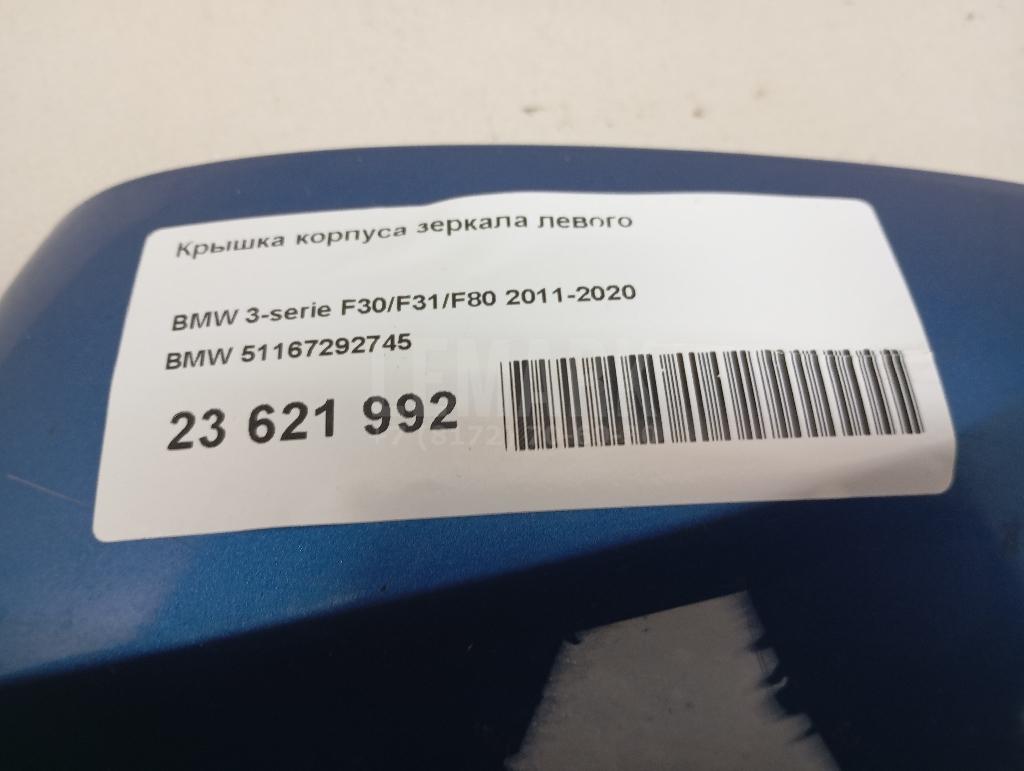 Крышка корпуса зеркала левого
BMW 3-serie F30/F31/F80 2011-2020
BMW 51167292745
23 621 992